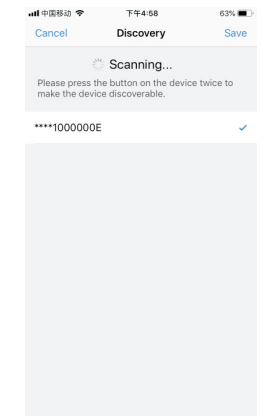 中国移动 下午4:58 63%
Cancel Discovery Save
Scanning...
Please press the button on the device twice to
make the device discoverable.
****1000000E